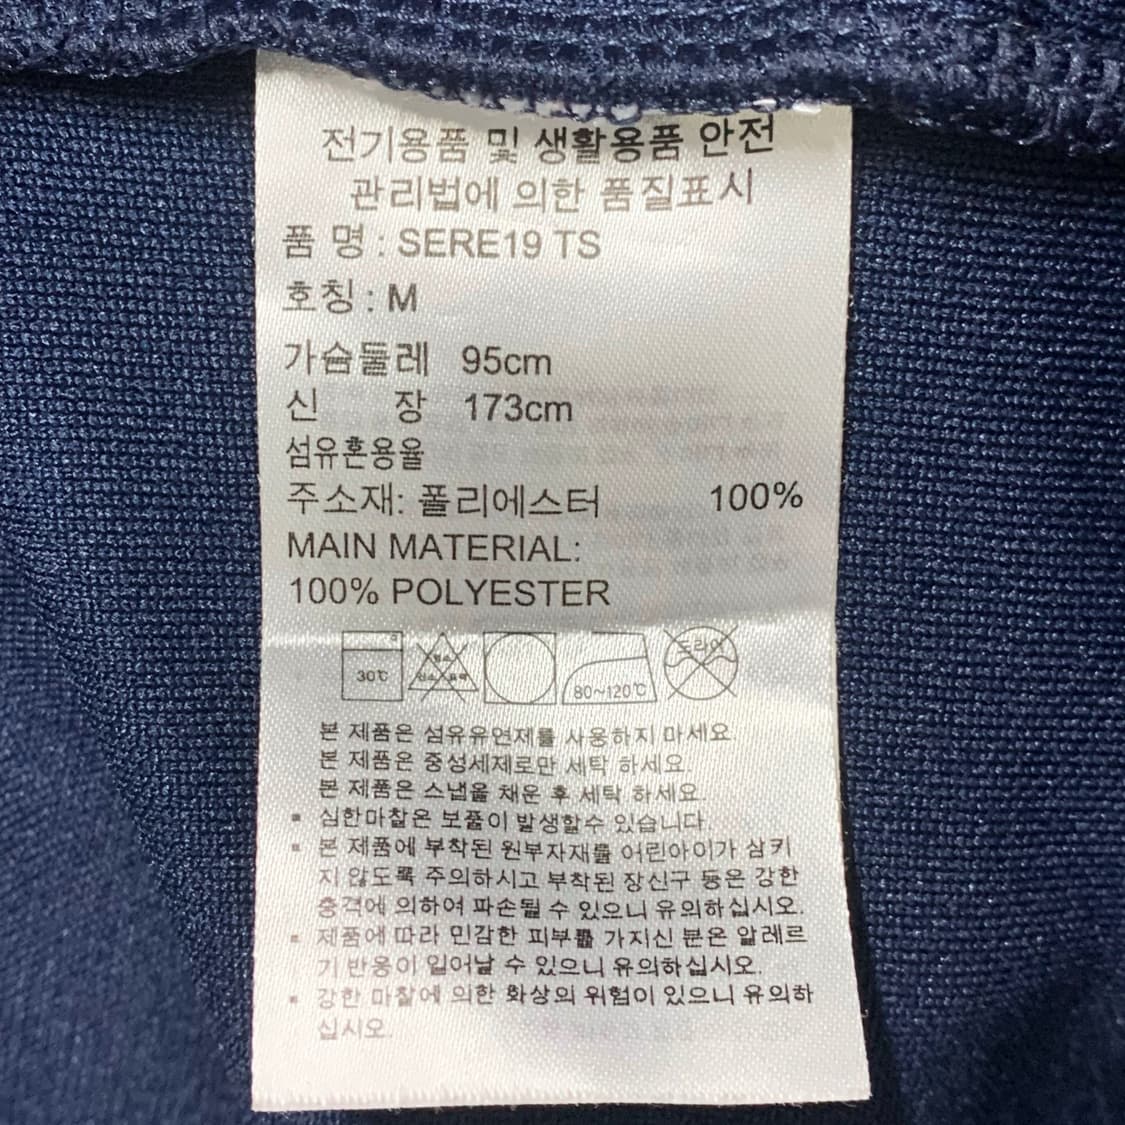 전기용품 및 생활용품 안전
관리법에 의한 품질표시
품 명 : SERE19 TS
호칭 : M
가슴둘레 95cm
신 장 173cm
섬유혼용율
주소재: 폴리에스터 100%
MAIN MATERIAL:
100% POLYESTER
30℃ 80~120℃ 드라이
본 제품은 섬유유연제를 사용하지 마세요.
본 제품은 중성세제로만 세탁 하세요.
본 제품은 스냅을 채운 후 세탁 하세요.
▪ 심한마찰은 보풀이 발생할수 있습니다.
▪ 본 제품에 부착된 원부자재를 어린아이가 삼키
지 않도록 주의하시고 부착된 장신구 등은 강한
충격에 의하여 파손될 수 있으니 유의하십시오.
▪ 제품에 따라 민감한 피부를 가지신 분은 알레르
기 반응이 일어날 수 있으니 유의하십시오.
▪ 강한 마찰에 의한 화상의 위험이 있으니 유의하
십시오.